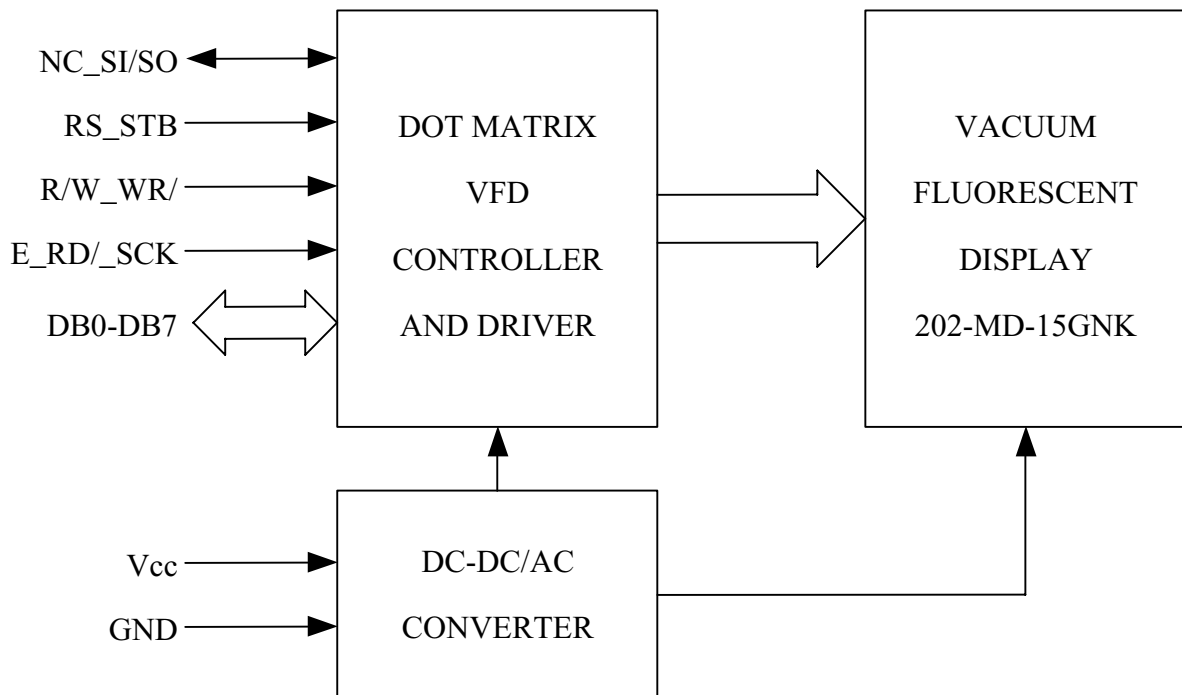 NC_SI/SO
RS_STB
R/W_WR/
E_RD/_SCK
DB0-DB7
DOT MATRIX
VFD
CONTROLLER
AND DRIVER
VACUUM
FLUORESCENT
DISPLAY
202-MD-15GNK
Vcc
GND
DC-DC/AC
CONVERTER